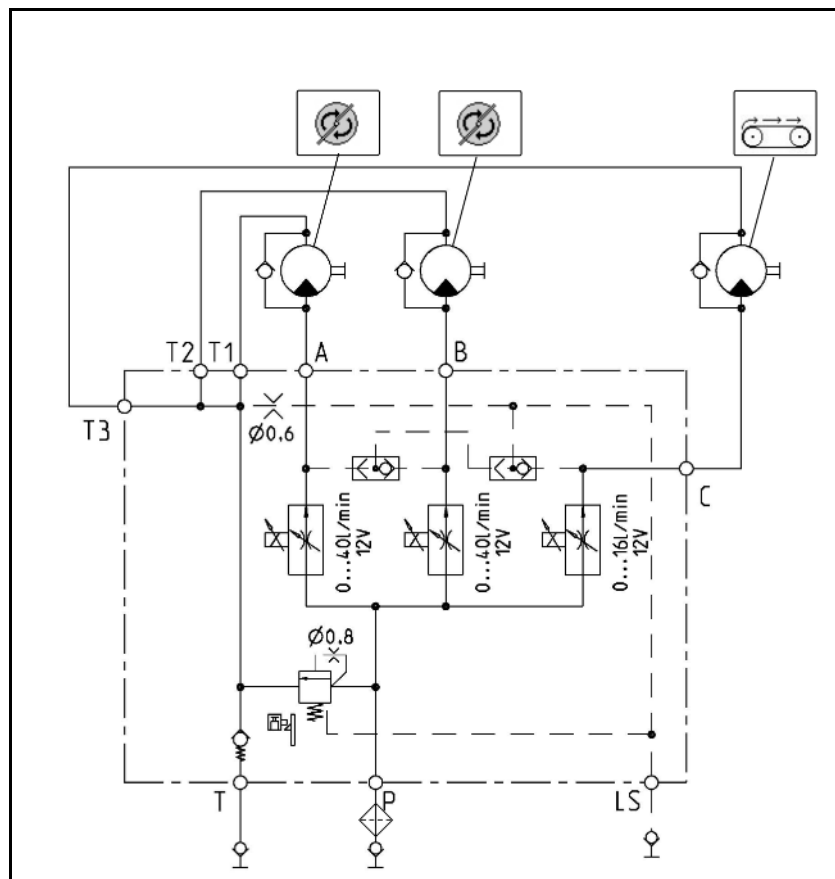 T2 T1 A B
T3
Ø0.6
C
0...40l/min
12V
0...40l/min
12V
0...16l/min
12V
Ø0.8
T P LS